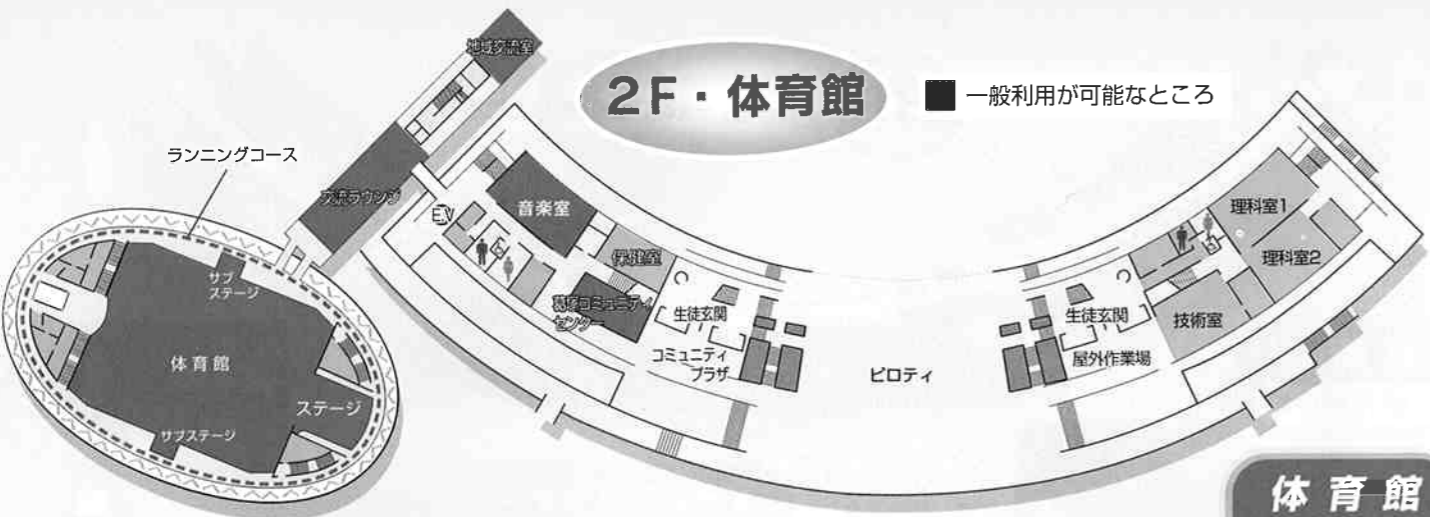 地域交流室
2F・体育館
一般利用が可能なところ
ランニングコース
交流ラウンジ
E.V
音楽室
保健室
葛塚コミュニティ
センター
生徒玄関
コミュニティ
プラザ
ピロティ
生徒玄関
屋外作業場
理科室1
理科室2
技術室
サブ
ステージ
体育館
ステージ
サブステージ
体育館